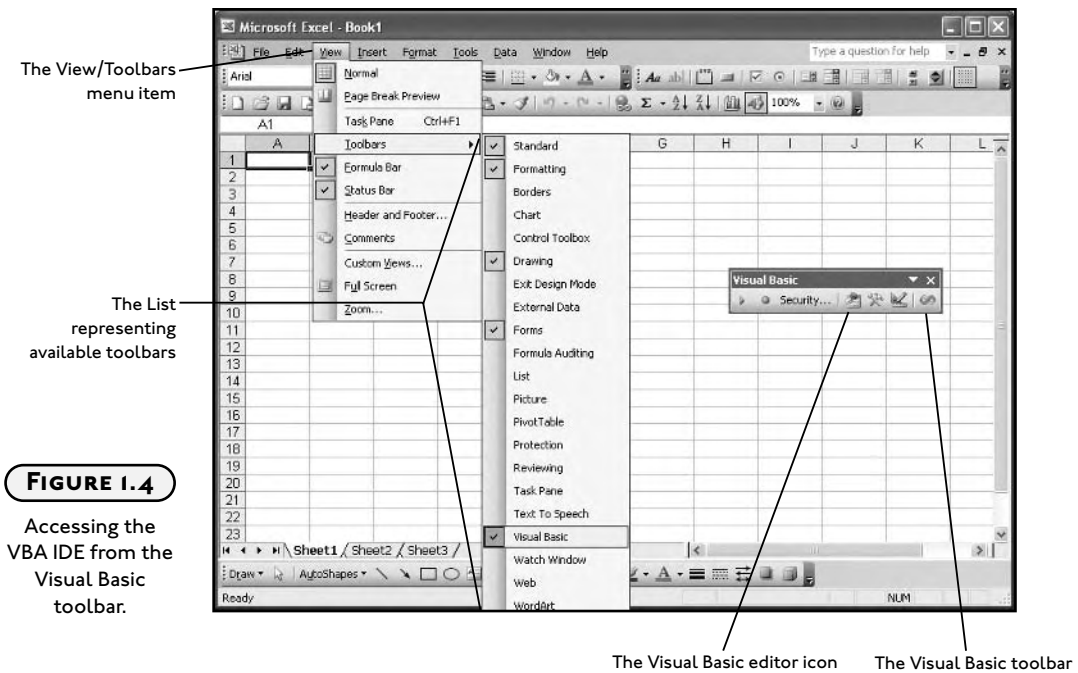 Microsoft Excel - Book1
File Edit View Insert Format Tools Data Window Help
Type a question for help
The View/Toolbars
menu item
Arial
100%
A1
Normal
Page Break Preview
Task Pane Ctrl+F1
Toolbars
Formula Bar
Status Bar
Header and Footer...
Comments
Custom Views...
Full Screen
Zoom...
Standard
Formatting
Borders
Chart
Control Toolbox
Drawing
Exit Design Mode
External Data
Forms
Formula Auditing
List
Picture
PivotTable
Protection
Reviewing
Task Pane
Text To Speech
Visual Basic
Watch Window
Web
WordArt
A G H I J K L
1
2
3
4
5
6
7
8
9
10
11
12
13
14
15
16
17
18
19
20
21
22
23
Visual Basic
Security...
The List
representing
available toolbars
FIGURE 1.4
Accessing the
VBA IDE from the
Visual Basic
toolbar.
Sheet1 / Sheet2 / Sheet3 /
Draw AutoShapes
Ready
NUM
The Visual Basic editor icon
The Visual Basic toolbar